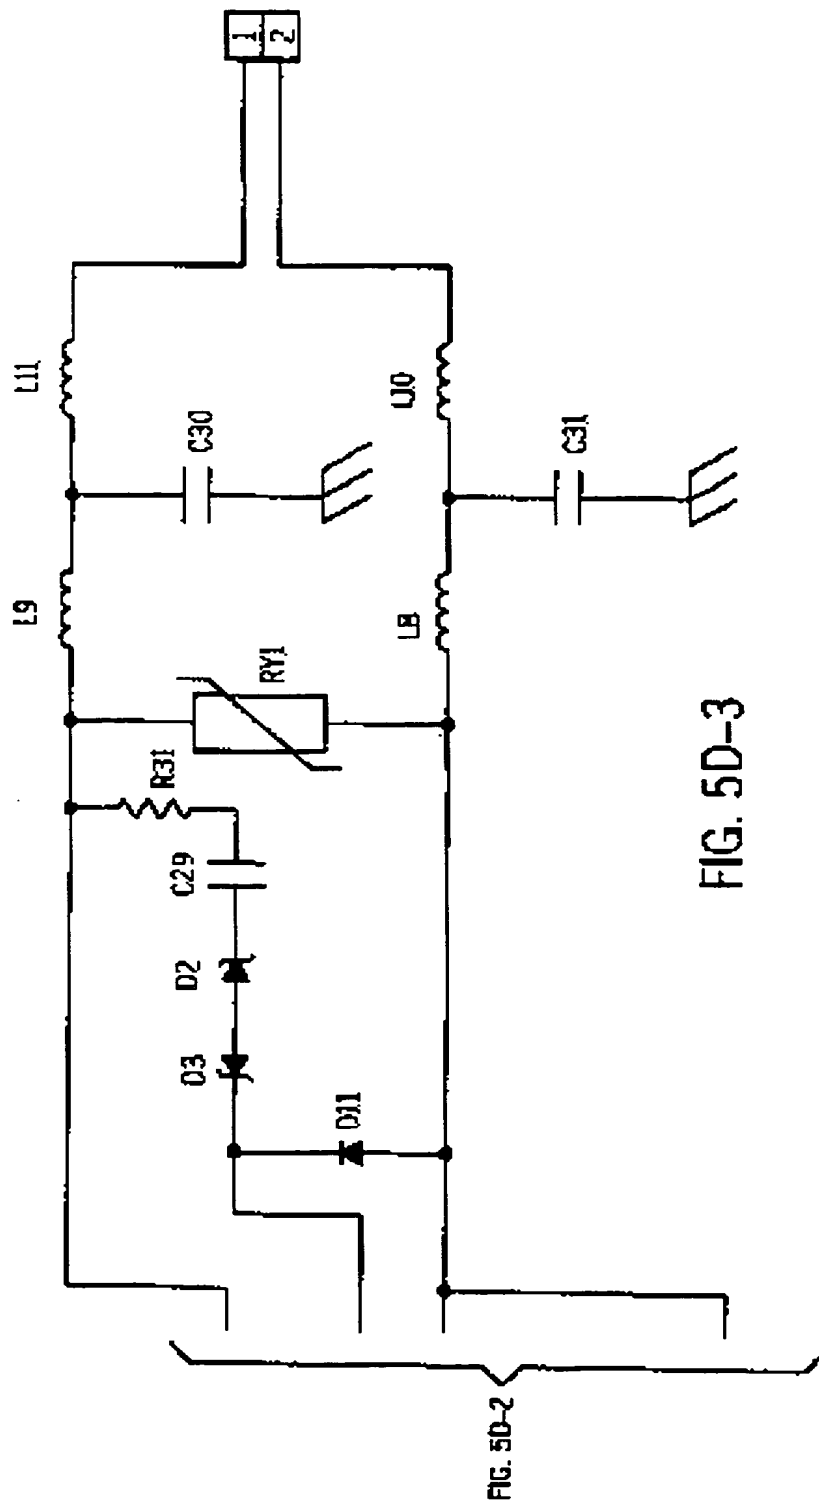 1
2
L11
C30
L10
C31
L9
L8
RY1
R31
C29
D2
D3
D11
FIG. 5D-3
FIG. 5D-2